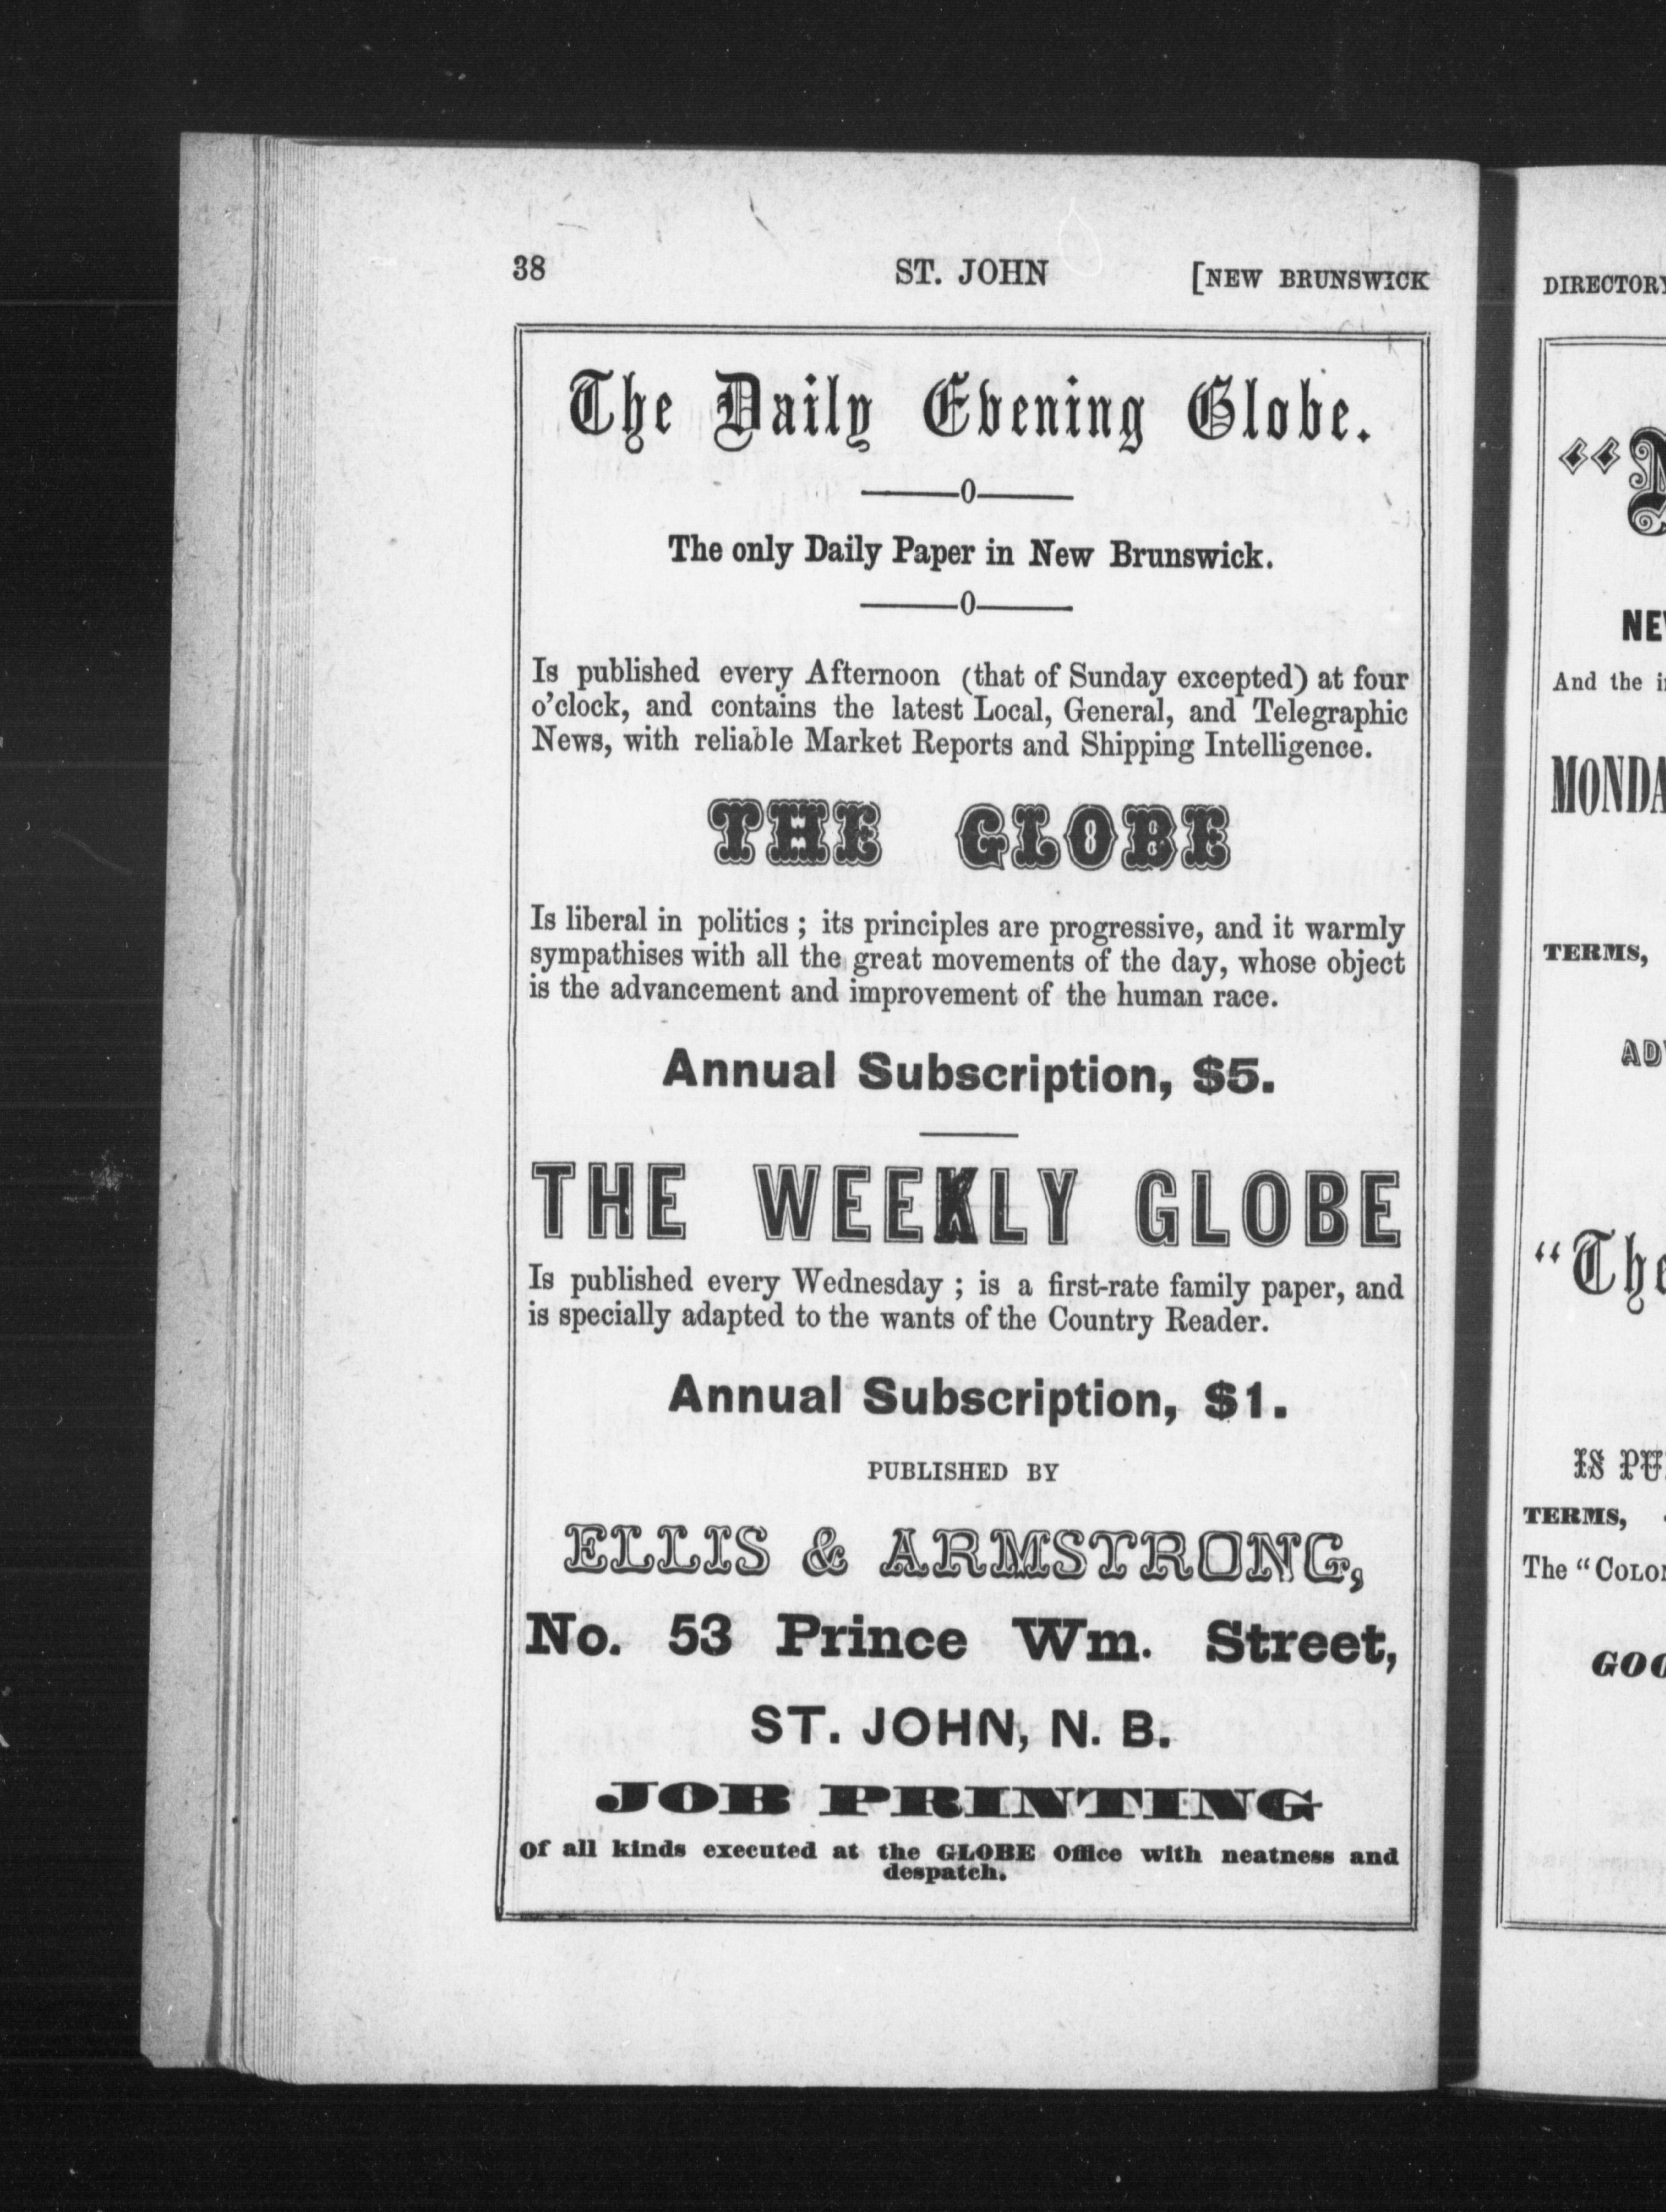 38 ST. JOHN [NEW BRUNSWICK
The Daily Evening Globe.
———0———
The only Daily Paper in New Brunswick.
———0———
Is published every Afternoon (that of Sunday excepted) at four
o'clock, and contains the latest Local, General, and Telegraphic
News, with reliable Market Reports and Shipping Intelligence.
THE GLOBE
Is liberal in politics ; its principles are progressive, and it warmly
sympathises with all the great movements of the day, whose object
is the advancement and improvement of the human race.
Annual Subscription, $5.
THE WEEKLY GLOBE
Is published every Wednesday ; is a first-rate family paper, and
is specially adapted to the wants of the Country Reader.
Annual Subscription, $1.
PUBLISHED BY
ELLIS & ARMSTRONG,
No. 53 Prince Wm. Street,
ST. JOHN, N. B.
JOB PRINTING
of all kinds executed at the GLOBE Office with neatness and
despatch.
DIRECTORY
And the
TERMS,
"The
IS
TERMS,
The "